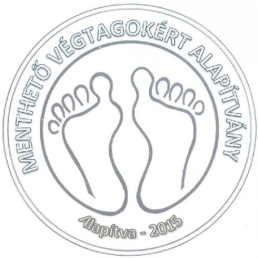 MENTHETŐ VÉGTAGOKÉRT ALAPÍTVÁNY
Alapítva - 2015